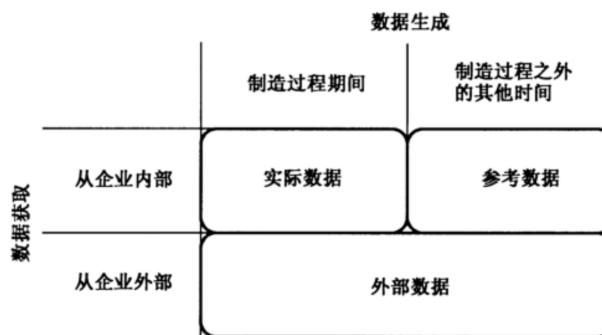 数据生成
制造过程期间
制造过程之外
的其他时间
数据获取
从企业内部
实际数据
参考数据
从企业外部
外部数据